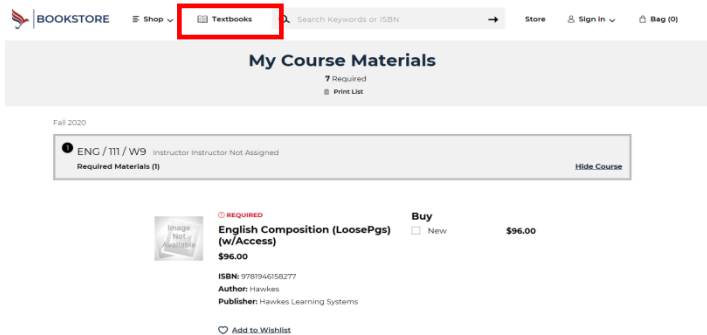 BOOKSTORE Shop Textbooks Search Keywords or ISBN Store Sign in Bag (0)
My Course Materials
7 Required
Print List
Fall 2020
1 ENG / 111 / W9 Instructor Instructor Not Assigned
Required Materials (1) Hide Course
Image
Not
Available
REQUIRED
English Composition (LoosePgs)
(w/Access)
$96.00
ISBN: 9781946158277
Author: Hawkes
Publisher: Hawkes Learning Systems
Add to Wishlist
Buy
New $96.00